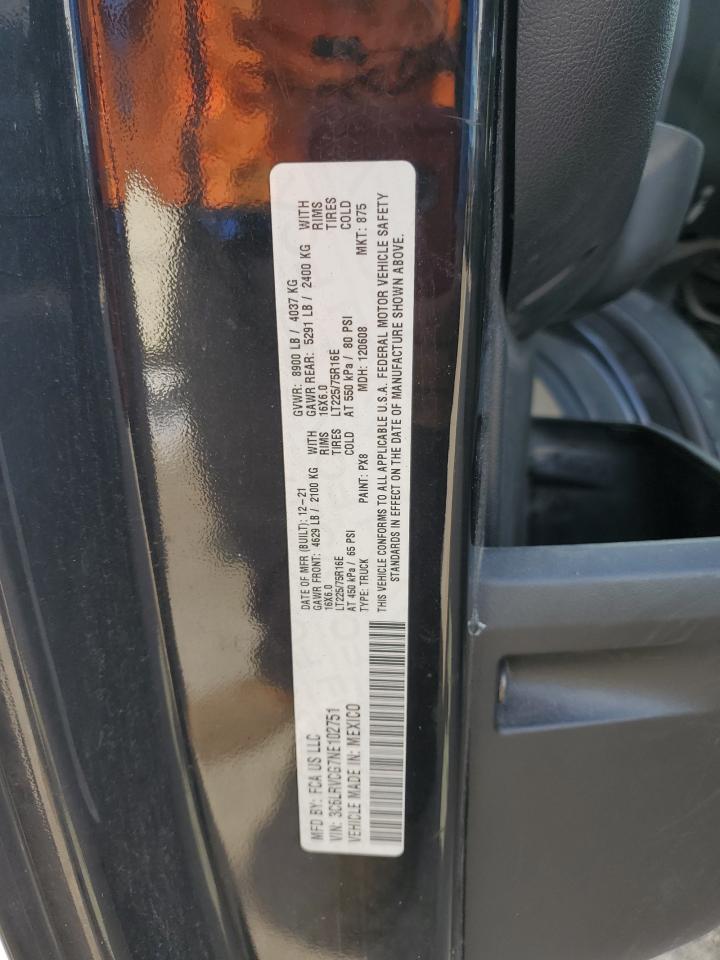 MFD BY: FCA US LLC
DATE OF MFR (BUILT): 12-21
GVWR: 8900 LB / 4037 KG
GAWR FRONT: 4629 LB / 2100 KG WITH
GAWR REAR: 5291 LB / 2400 KG WITH
16X6.0 RIMS
16X6.0 RIMS
LT225/75R16E TIRES
LT225/75R16E TIRES
AT 450 kPa / 65 PSI COLD
AT 550 kPa / 80 PSI COLD
VIN: 3C6LRVCG7NE102751
TYPE: TRUCK PAINT: PX8 MDH: 120608 MKT: 875
VEHICLE MADE IN: MEXICO
THIS VEHICLE CONFORMS TO ALL APPLICABLE U.S.A. FEDERAL MOTOR VEHICLE SAFETY
STANDARDS IN EFFECT ON THE DATE OF MANUFACTURE SHOWN ABOVE.